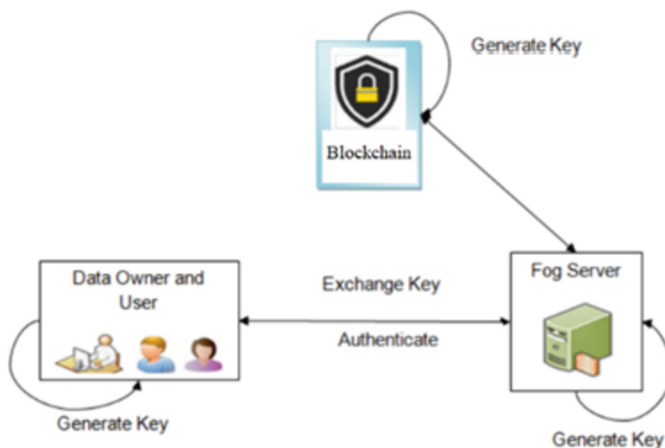 Generate Key
Blockchain
Data Owner and
User
Exchange Key
Authenticate
Fog Server
Generate Key
Generate Key